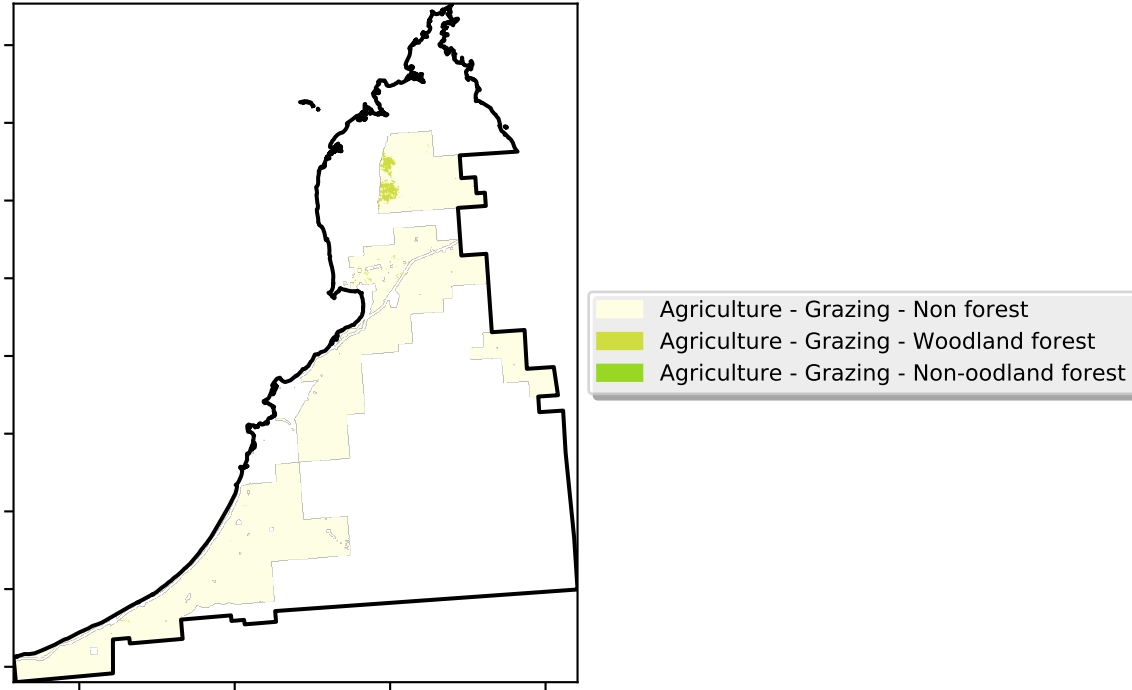 Agriculture - Grazing - Non forest
Agriculture - Grazing - Woodland forest
Agriculture - Grazing - Non-oodland forest